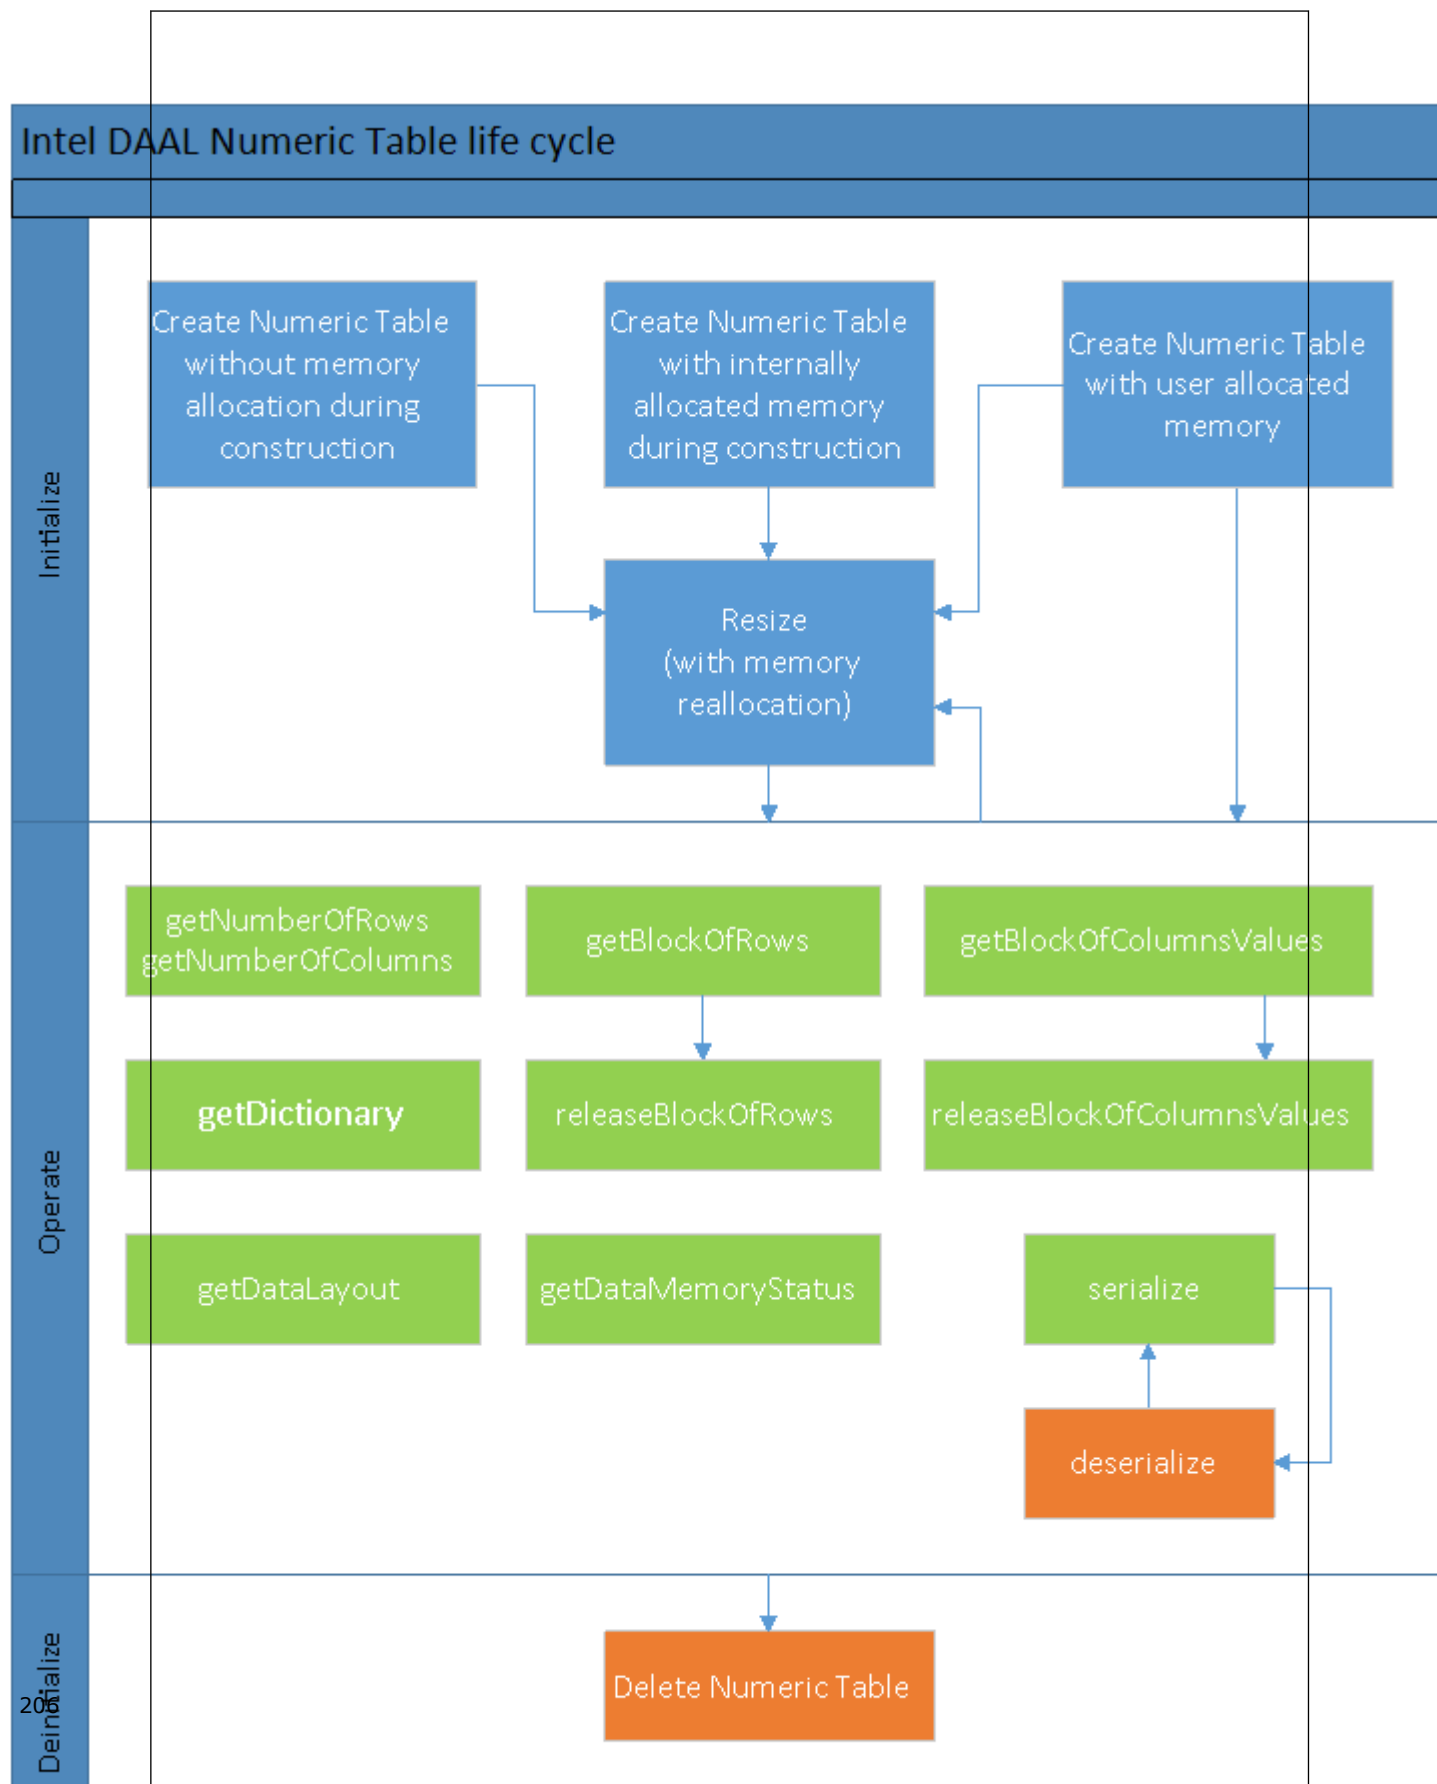 Intel DAAL Numeric Table life cycle
Initialize
Create Numeric Table
without memory
allocation during
construction
Create Numeric Table
with internally
allocated memory
during construction
Create Numeric Table
with user allocated
memory
Resize
(with memory
reallocation)
Operate
getNumberOfRows
getNumberOfColumns
getBlockOfRows
getBlockOfColumnsValues
getDictionary
releaseBlockOfRows
releaseBlockOfColumnsValues
getDataLayout
getDataMemoryStatus
serialize
deserialize
Deinitialize
Delete Numeric Table
206